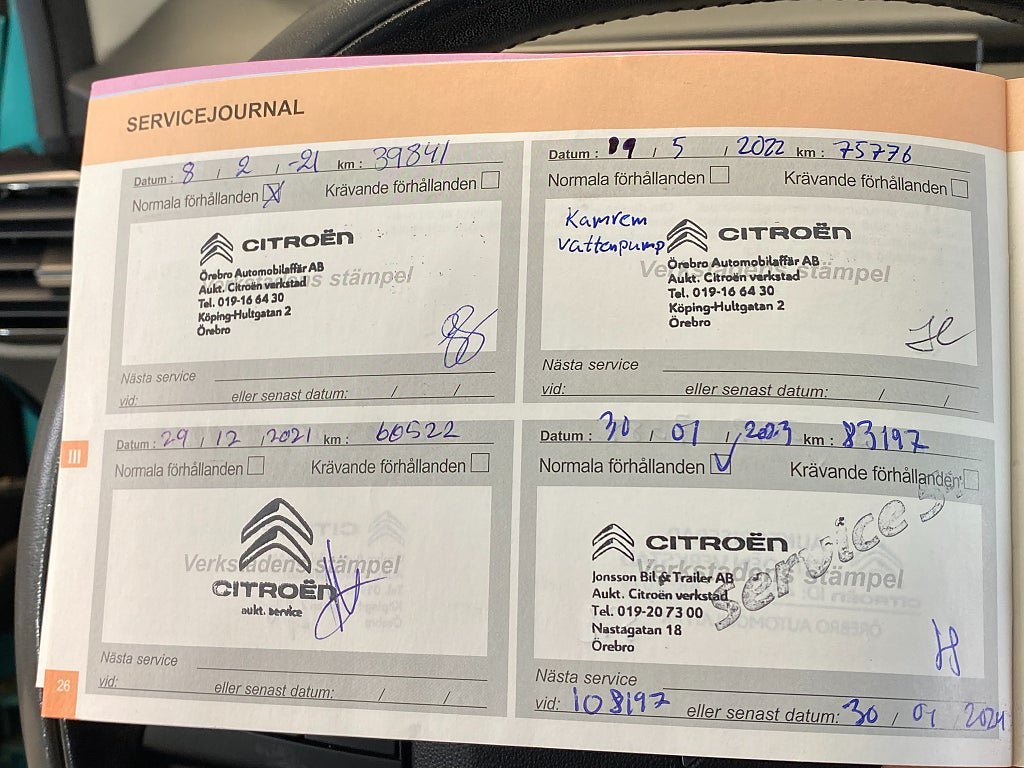 SERVICEJOURNAL
Datum : 8 / 2 / -21 km : 39841
Normala förhållanden Krävande förhållanden
CITROËN
Örebro Automobilaffär AB
Verkstadens stämpel
Aukt. Citroën verkstad
Tel. 019-16 64 30
Köping-Hultgatan 2
Örebro
Nästa service
vid: eller senast datum: / /
Datum : 19 / 5 / 2022 km : 75776
Normala förhållanden Krävande förhållanden
Kamrem
vattenpump
CITROËN
Örebro Automobilaffär AB
Verkstadens stämpel
Aukt. Citroën verkstad
Tel. 019-16 64 30
Köping-Hultgatan 2
Örebro
Nästa service
vid: eller senast datum: / /
III
Datum : 29 / 12 / 2021 km : 60522
Normala förhållanden Krävande förhållanden
Verkstadens stämpel
CITROËN
aukt. service
Nästa service
vid: eller senast datum: / /
Datum : 30 / 01 / 2023 km : 83197
Normala förhållanden Krävande förhållanden
CITROËN
Verkstadens stämpel
Service
Jonsson Bil & Trailer AB
Aukt. Citroën verkstad
Tel. 019-20 73 00
Nastagatan 18
Örebro
Nästa service
vid: 108197 eller senast datum: 30 / 01 / 2024
26